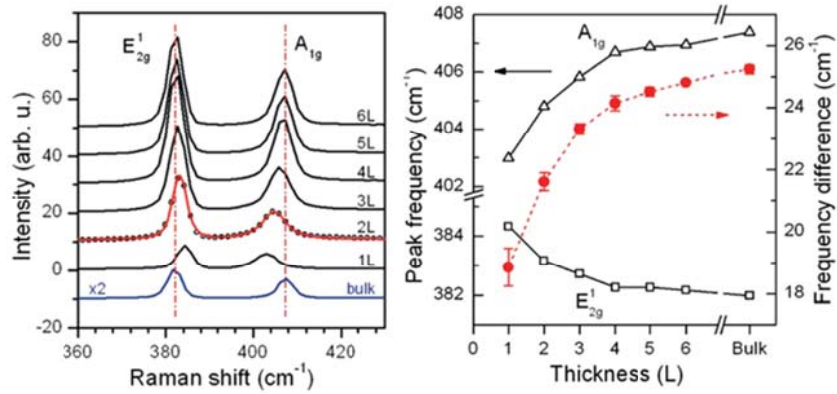 80
60
40
20
0
-20
Intensity (arb. u.)
E¹₂g
A₁g
6L
5L
4L
3L
2L
1L
x2
bulk
360
380
400
420
Raman shift (cm⁻¹)
408
406
404
402
384
382
Peak frequency (cm⁻¹)
A₁g
E¹₂g
26
24
22
20
18
Frequency difference (cm⁻¹)
0
1
2
3
4
5
6
Bulk
Thickness (L)